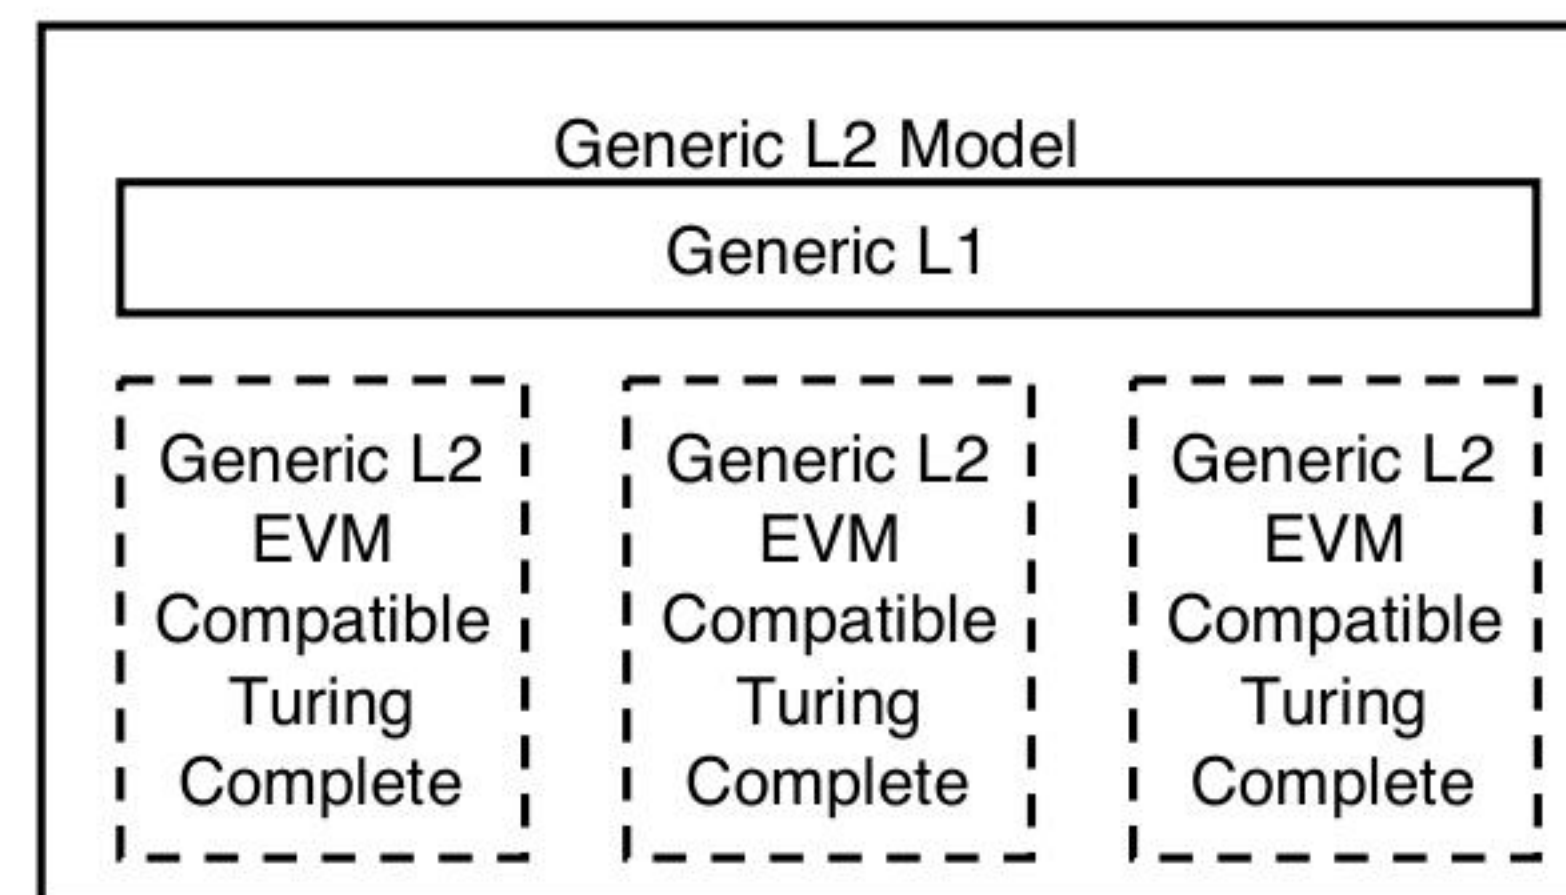 Generic L2 Model
Generic L1
Generic L2
EVM
Compatible
Turing
Complete
Generic L2
EVM
Compatible
Turing
Complete
Generic L2
EVM
Compatible
Turing
Complete